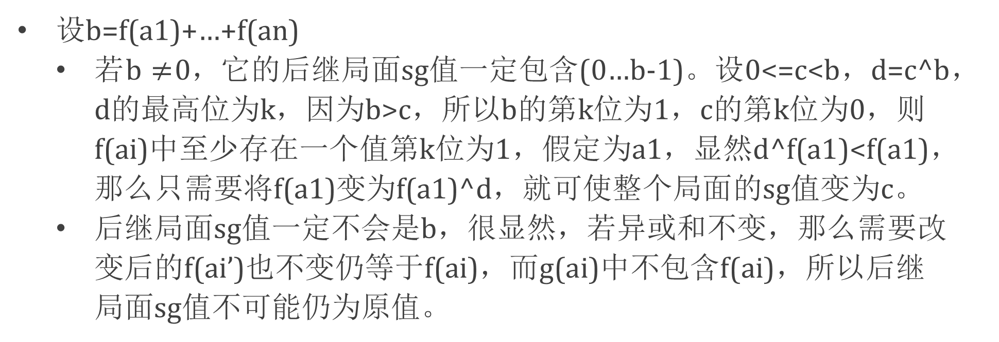 • 设b=f(a1)+…+f(an)
• 若b ≠0，它的后继局面sg值一定包含(0…b-1)。设0<=c<b，d=c^b，
d的最高位为k，因为b>c，所以b的第k位为1，c的第k位为0，则
f(ai)中至少存在一个值第k位为1，假定为a1，显然d^f(a1)<f(a1)，
那么只需要将f(a1)变为f(a1)^d，就可使整个局面的sg值变为c。
• 后继局面sg值一定不会是b，很显然，若异或和不变，那么需要改
变后的f(ai’)也不变仍等于f(ai)，而g(ai)中不包含f(ai)，所以后继
局面sg值不可能仍为原值。